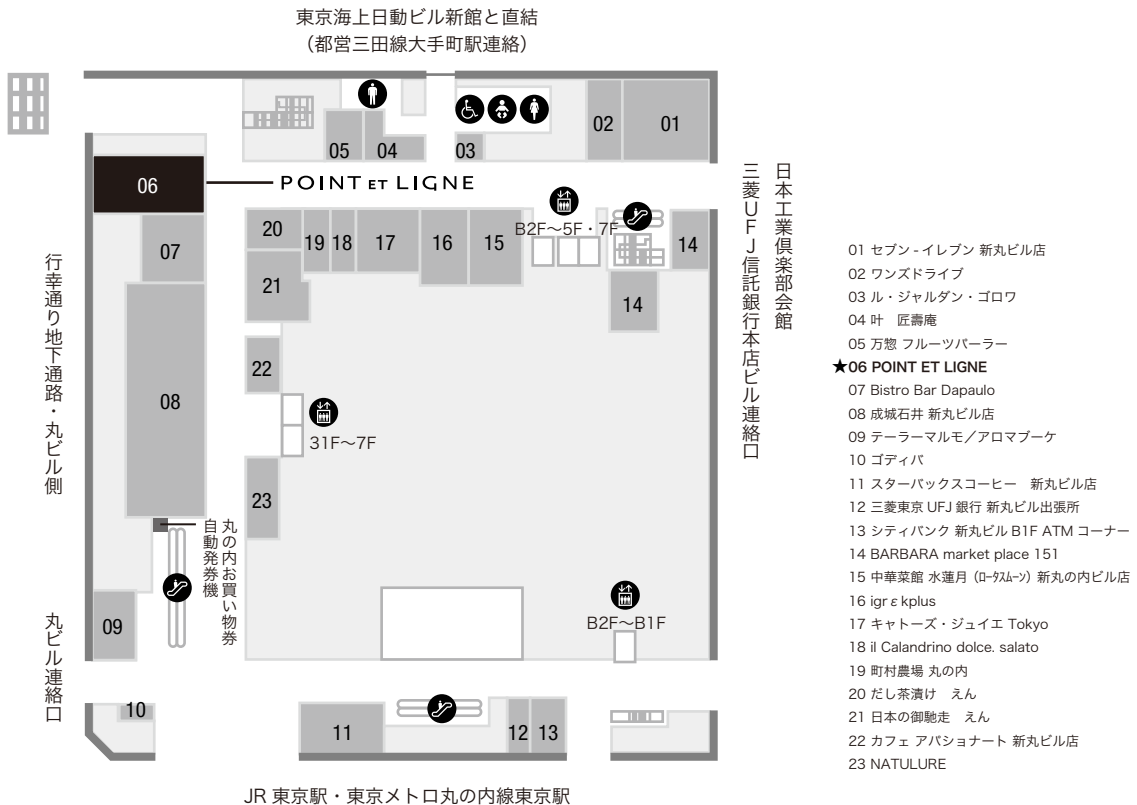 東京海上日動ビル新館と直結
（都営三田線大手町駅連絡）
02
01
05
04
03
06
POINT ET LIGNE
B2F〜5F・7F
07
20
19
18
17
16
15
14
21
14
22
08
31F〜7F
23
丸の内お買い物券
自動発券機
09
B2F〜B1F
10
11
12
13
行幸通り地下通路・丸ビル側
丸ビル連絡口
日本工業倶楽部会館
三菱UFJ信託銀行本店ビル連絡口
JR 東京駅・東京メトロ丸の内線東京駅
01 セブン - イレブン 新丸ビル店
02 ワンズドライブ
03 ル・ジャルダン・ゴロワ
04 叶　匠壽庵
05 万惣 フルーツパーラー
★06 POINT ET LIGNE
07 Bistro Bar Dapaulo
08 成城石井 新丸ビル店
09 テーラーマルモ／アロマブーケ
10 ゴディバ
11 スターバックスコーヒー　新丸ビル店
12 三菱東京 UFJ 銀行 新丸ビル出張所
13 シティバンク 新丸ビル B1F ATM コーナー
14 BARBARA market place 151
15 中華菜館 水蓮月（ロータスムーン）新丸の内ビル店
16 igr ε kplus
17 キャトーズ・ジュイエ Tokyo
18 il Calandrino dolce. salato
19 町村農場 丸の内
20 だし茶漬け　えん
21 日本の御馳走　えん
22 カフェ アパショナート 新丸ビル店
23 NATULURE